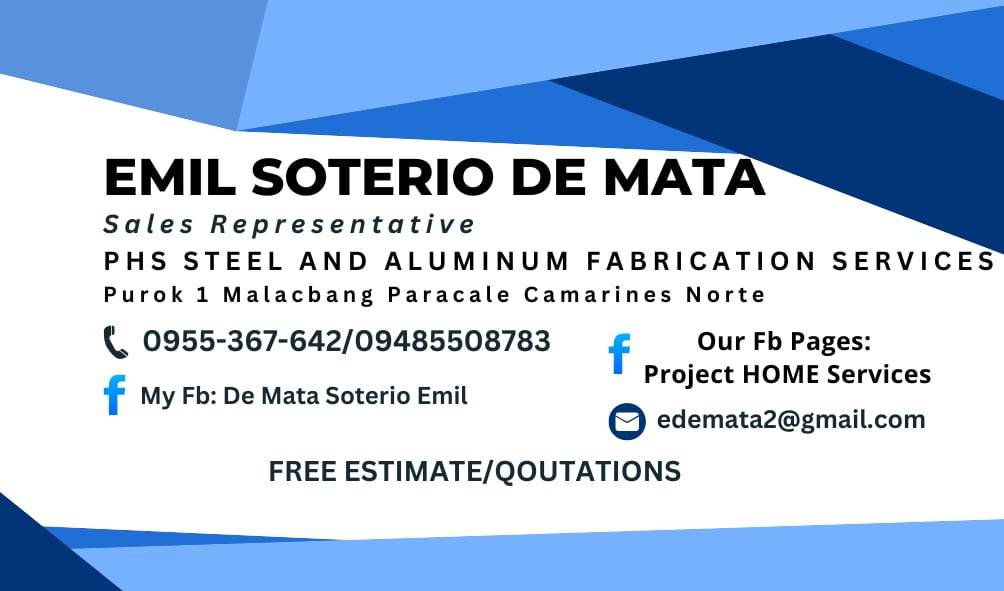 EMIL SOTERIO DE MATA
Sales Representative
PHS STEEL AND ALUMINUM FABRICATION SERVICES
Purok 1 Malacbang Paracale Camarines Norte
0955-367-642/09485508783
My Fb: De Mata Soterio Emil
Our Fb Pages:
Project HOME Services
edemata2@gmail.com
FREE ESTIMATE/QOUTATIONS